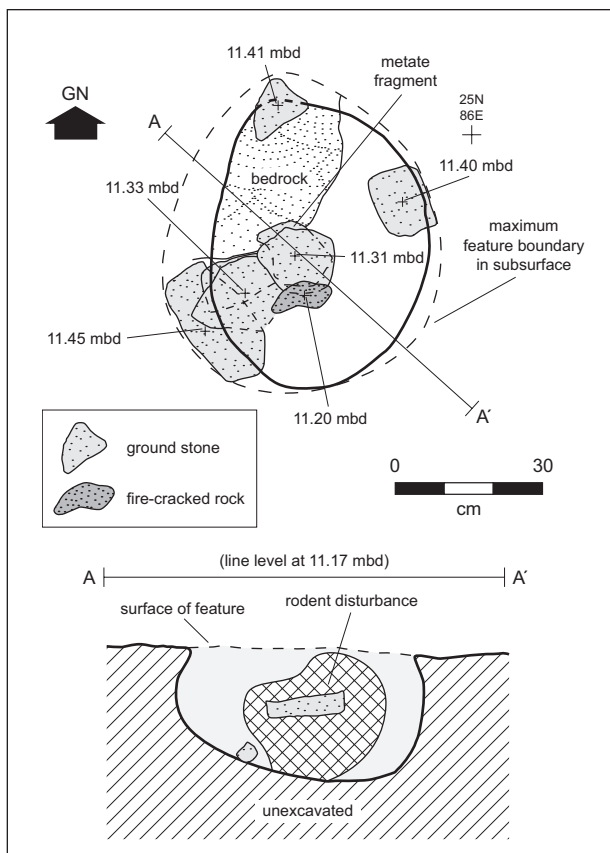 11.41 mbd
metate
fragment
GN
25N
86E
A
11.40 mbd
11.33 mbd
bedrock
maximum
feature boundary
in subsurface
11.31 mbd
11.45 mbd
11.20 mbd
A´
ground stone
fire-cracked rock
0
30
cm
(line level at 11.17 mbd)
A
A´
surface of feature
rodent disturbance
unexcavated